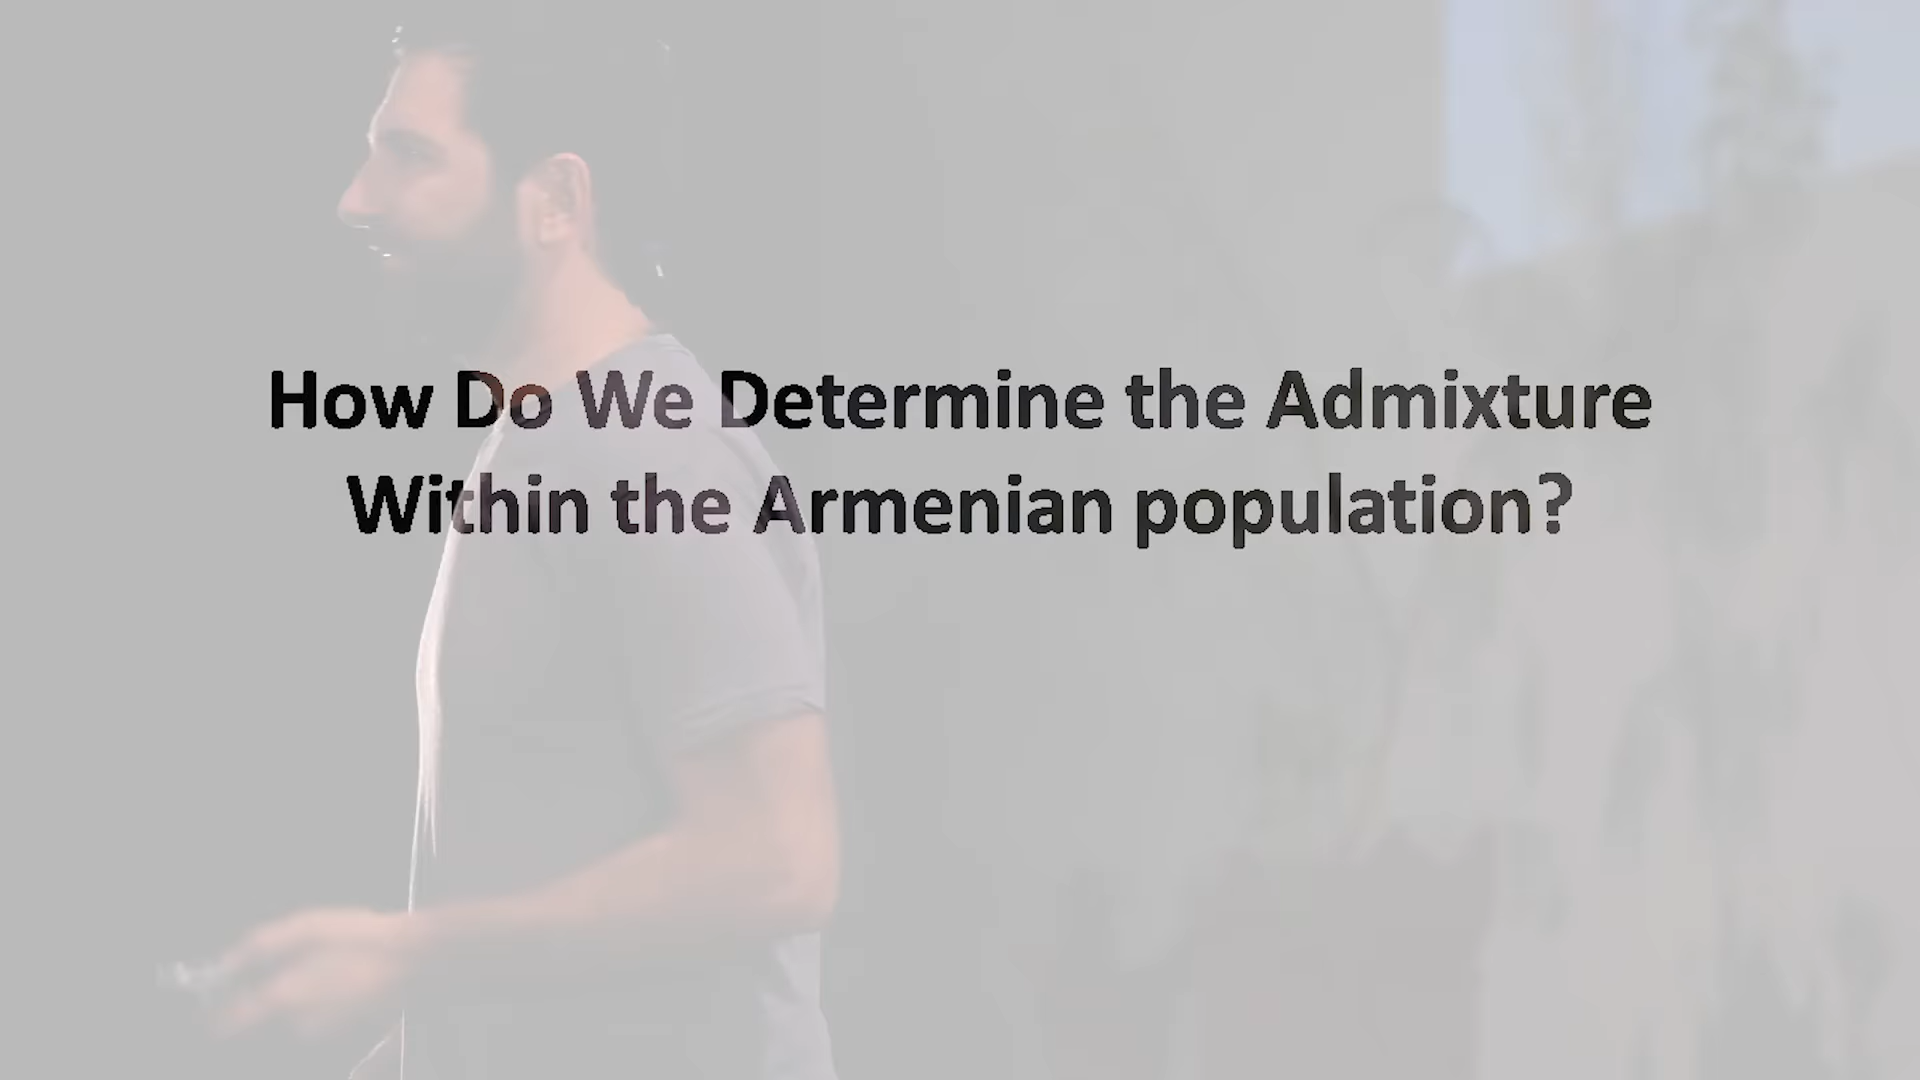 How Do We Determine the Admixture
Within the Armenian population?